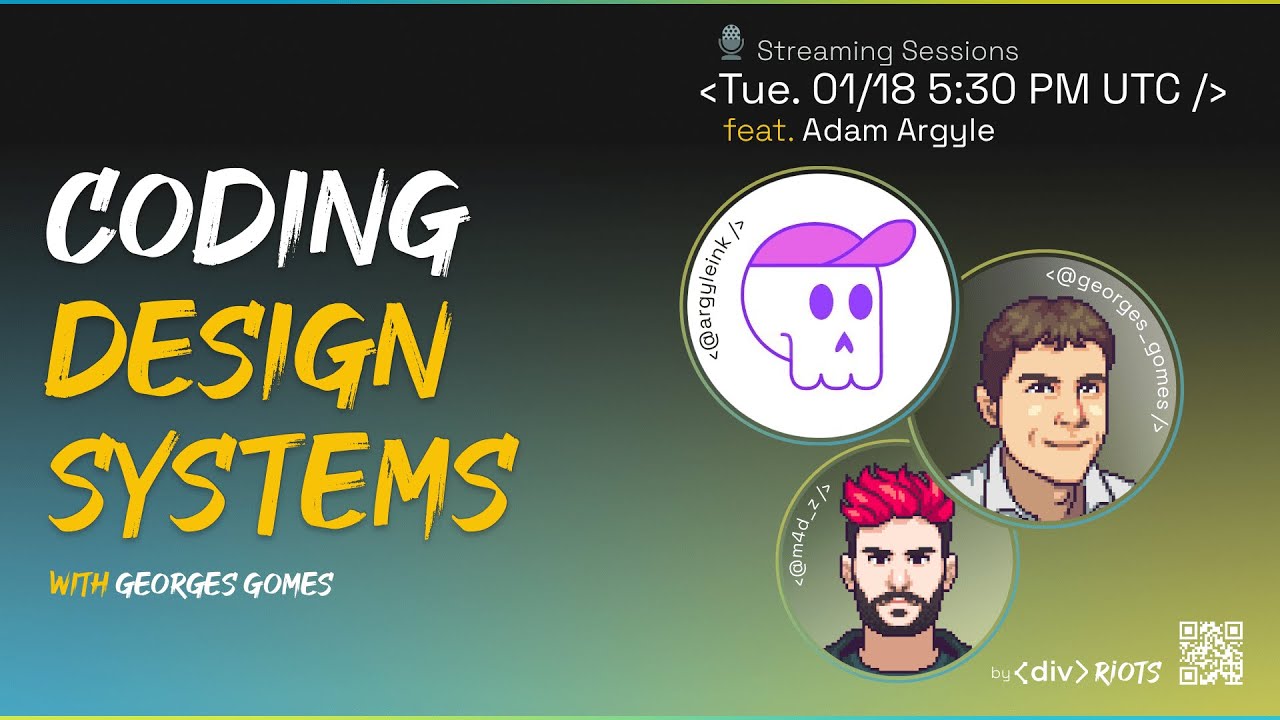 Streaming Sessions
<Tue. 01/18 5:30 PM UTC />
feat. Adam Argyle
CODING
DESIGN
SYSTEMS
WITH GEORGES GOMES
<@argyleink />
<@georges_gomes />
<@m4d_z />
by <div> RIOTS